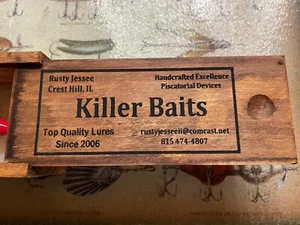 Rusty Jessee
Crest Hill, IL
Handcrafted Excellence
Piscatorial Devices
Killer Baits
Top Quality Lures
Since 2006
rustyjesseeii@comcast.net
815 474-4807